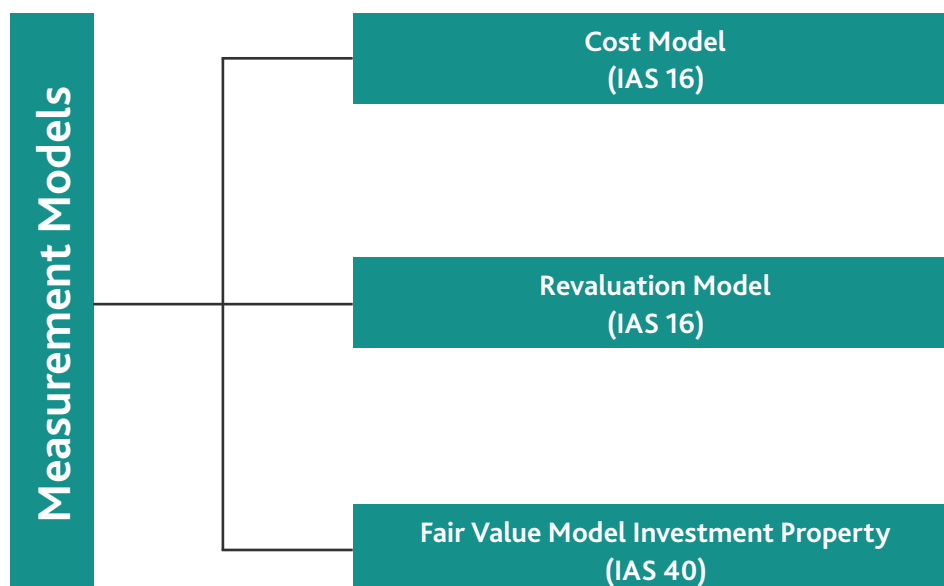 Measurement Models
Cost Model
(IAS 16)
Revaluation Model
(IAS 16)
Fair Value Model Investment Property
(IAS 40)